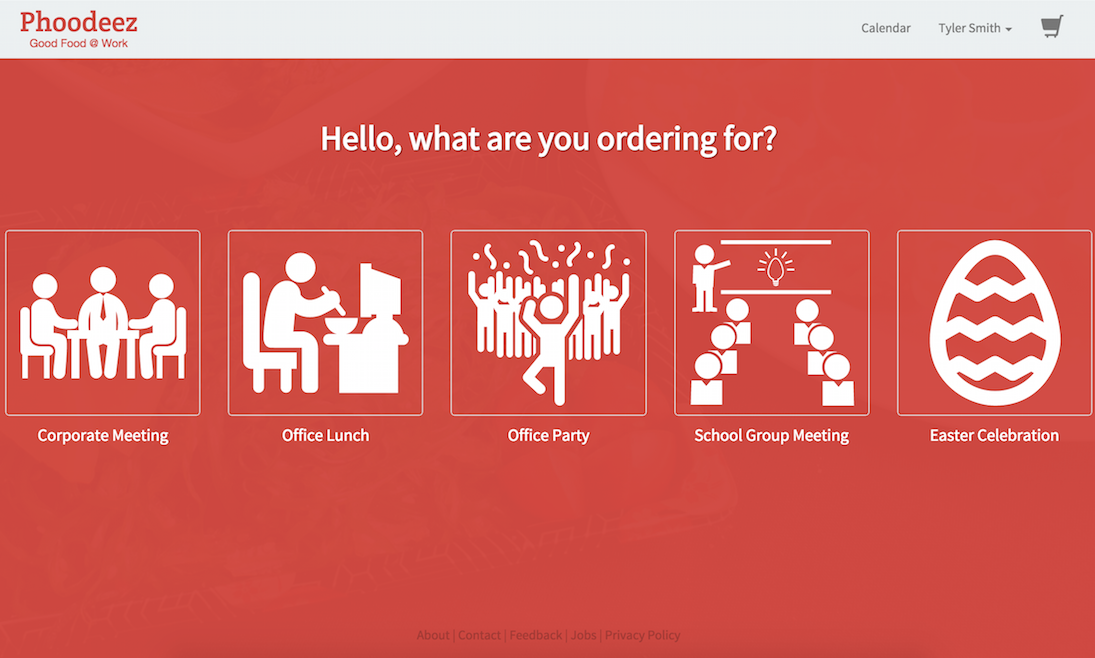 Phoodeez
Good Food @ Work
Calendar
Tyler Smith
Hello, what are you ordering for?
Corporate Meeting
Office Lunch
Office Party
School Group Meeting
Easter Celebration
About | Contact | Feedback | Jobs | Privacy Policy